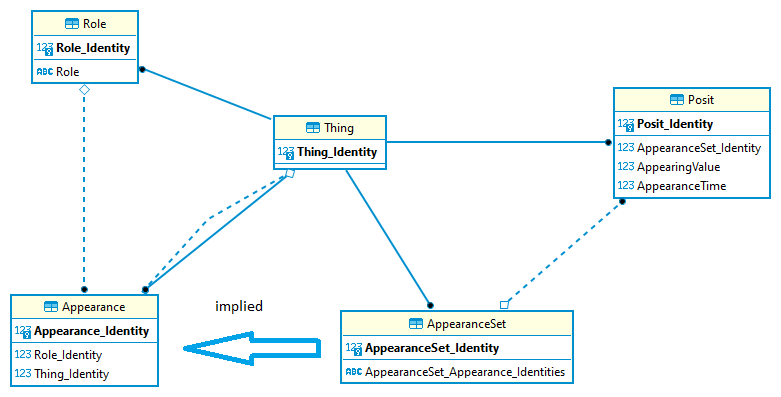 Role
123 Role_Identity
ABC Role
Thing
123 Thing_Identity
Posit
123 Posit_Identity
123 AppearanceSet_Identity
123 AppearingValue
123 AppearanceTime
Appearance
123 Appearance_Identity
123 Role_Identity
123 Thing_Identity
implied
AppearanceSet
123 AppearanceSet_Identity
ABC AppearanceSet_Appearance_Identities